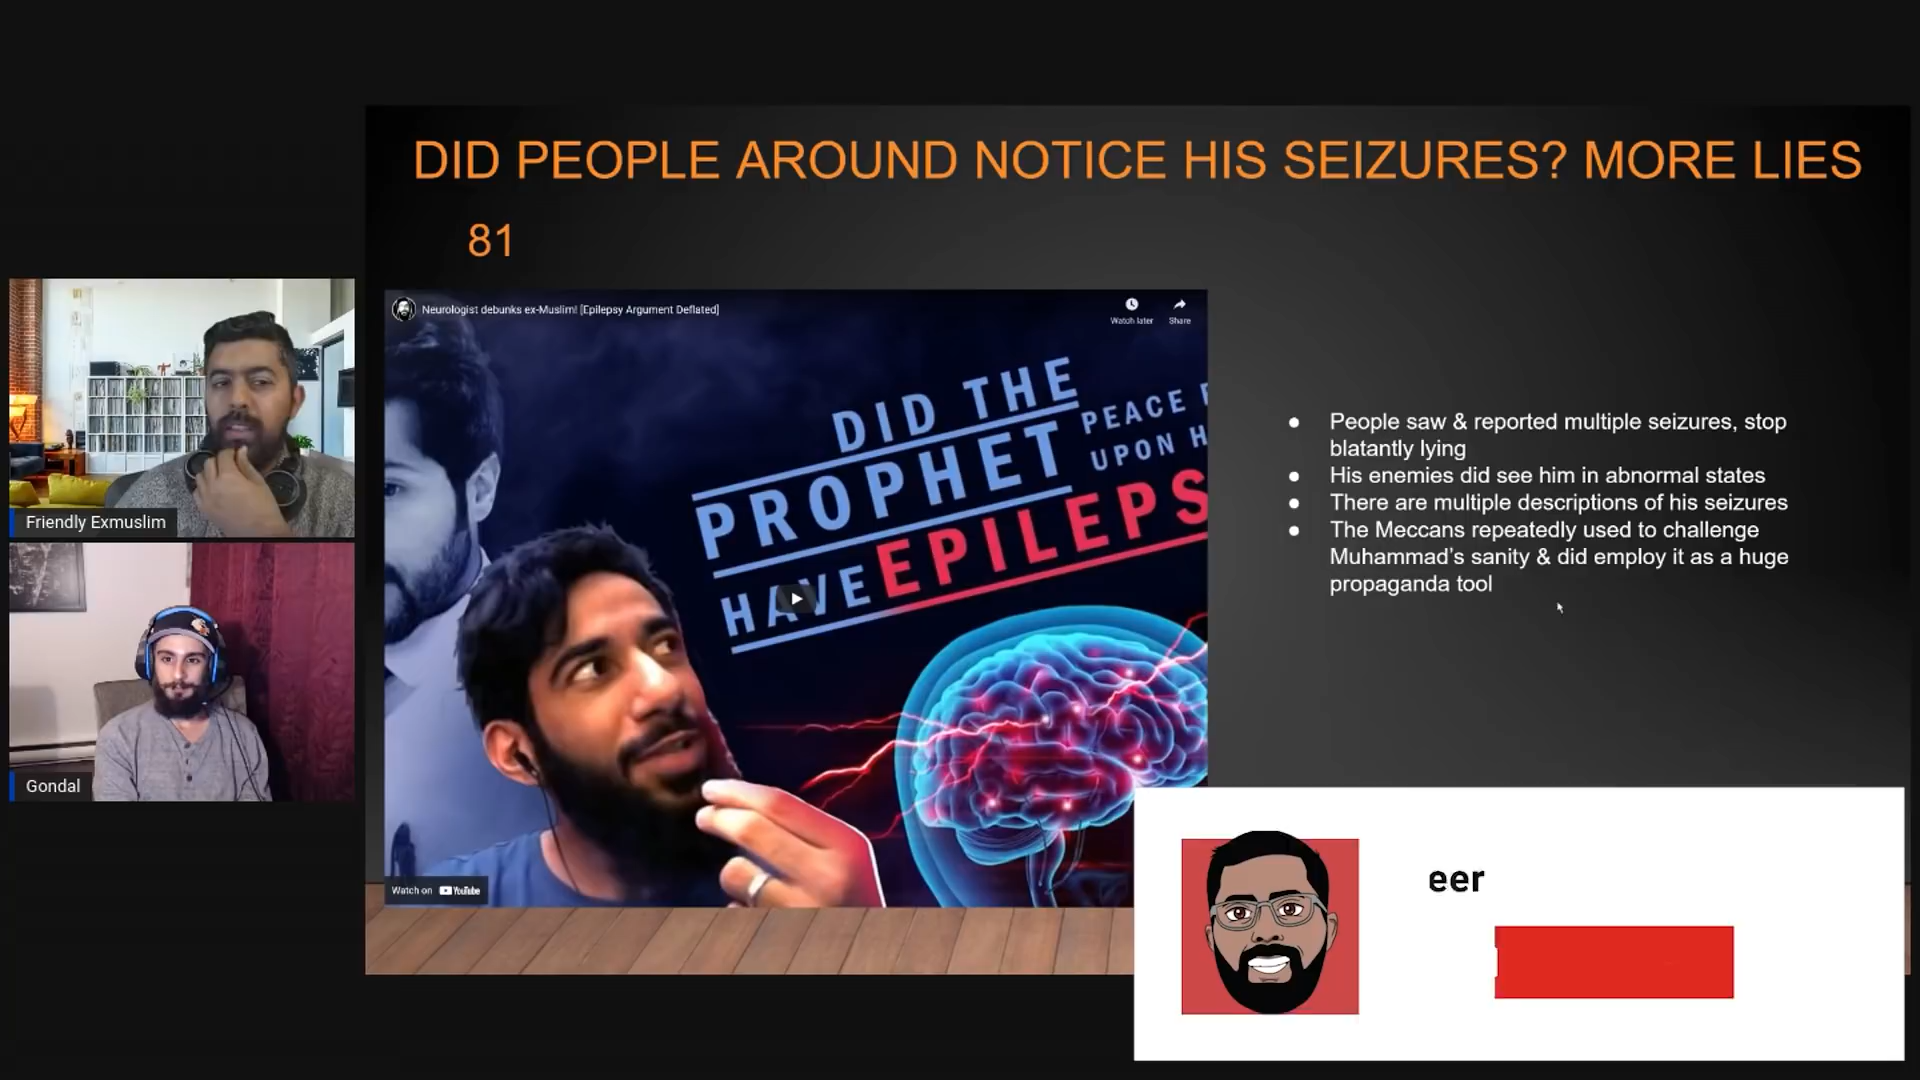 DID PEOPLE AROUND NOTICE HIS SEIZURES? MORE LIES
81
Neurologist debunks ex-Muslim! [Epilepsy Argument Deflated]
Watch later
Share
DID THE
PROPHET
PEACE
UPON H
HAVE EPILEPS
Watch on YouTube
● People saw & reported multiple seizures, stop
blatantly lying
● His enemies did see him in abnormal states
● There are multiple descriptions of his seizures
● The Meccans repeatedly used to challenge
Muhammad's sanity & did employ it as a huge
propaganda tool
Friendly Exmuslim
Gondal
eer